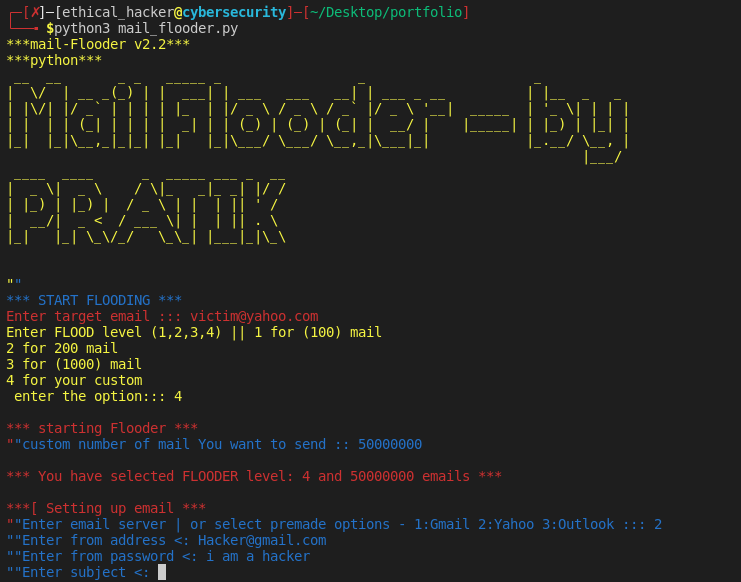 ┌─[✗]─[ethical_hacker@cybersecurity]─[~/Desktop/portfolio]
└──╼ $python3 mail_flooder.py
***mail-Flooder v2.2***
***python***
MailFlooder - by
PRATIK
""
*** START FLOODING ***
Enter target email ::: victim@yahoo.com
Enter FLOOD level (1,2,3,4) || 1 for (100) mail
2 for 200 mail
3 for (1000) mail
4 for your custom
enter the option::: 4
*** starting Flooder ***
""custom number of mail You want to send :: 50000000
*** You have selected FLOODER level: 4 and 50000000 emails ***
***[ Setting up email ***
""Enter email server | or select premade options - 1:Gmail 2:Yahoo 3:Outlook ::: 2
""Enter from address <: Hacker@gmail.com
""Enter from password <: i am a hacker
""Enter subject <: